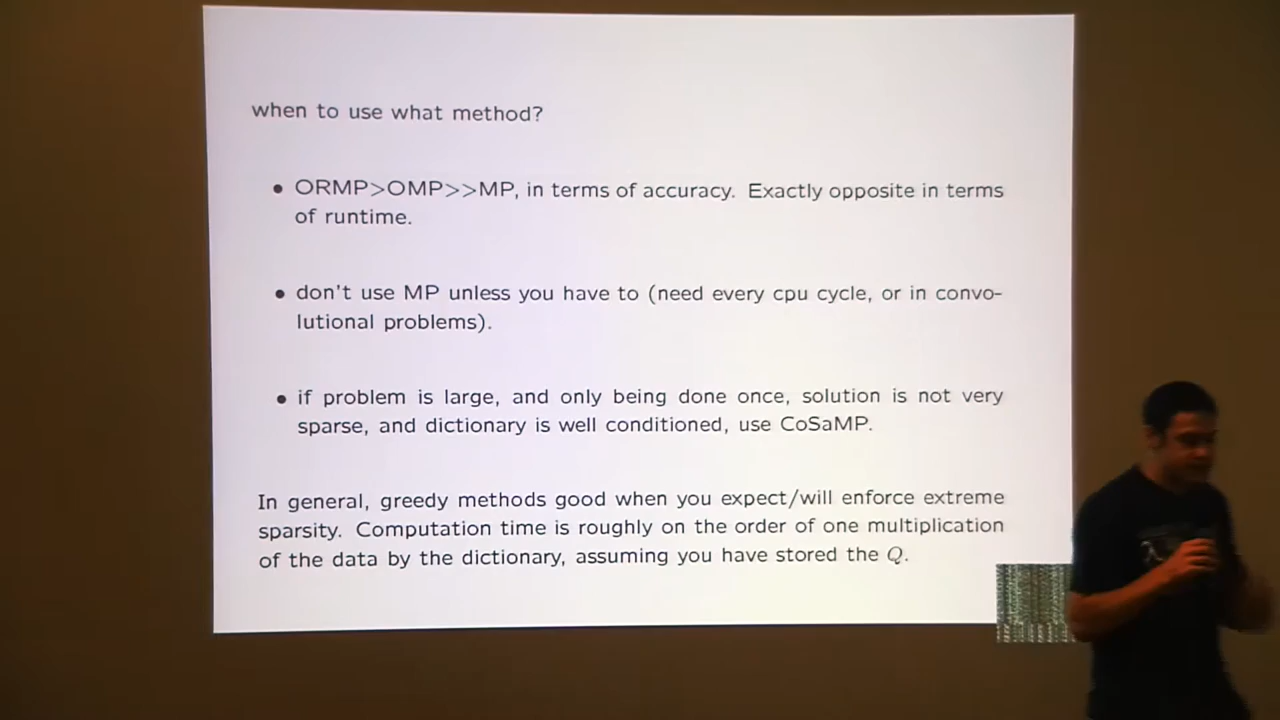 when to use what method?
• ORMP>OMP>>MP, in terms of accuracy. Exactly opposite in terms
of runtime.
• don't use MP unless you have to (need every cpu cycle, or in convo-
lutional problems).
• if problem is large, and only being done once, solution is not very
sparse, and dictionary is well conditioned, use CoSaMP.
In general, greedy methods good when you expect/will enforce extreme
sparsity. Computation time is roughly on the order of one multiplication
of the data by the dictionary, assuming you have stored the Q.